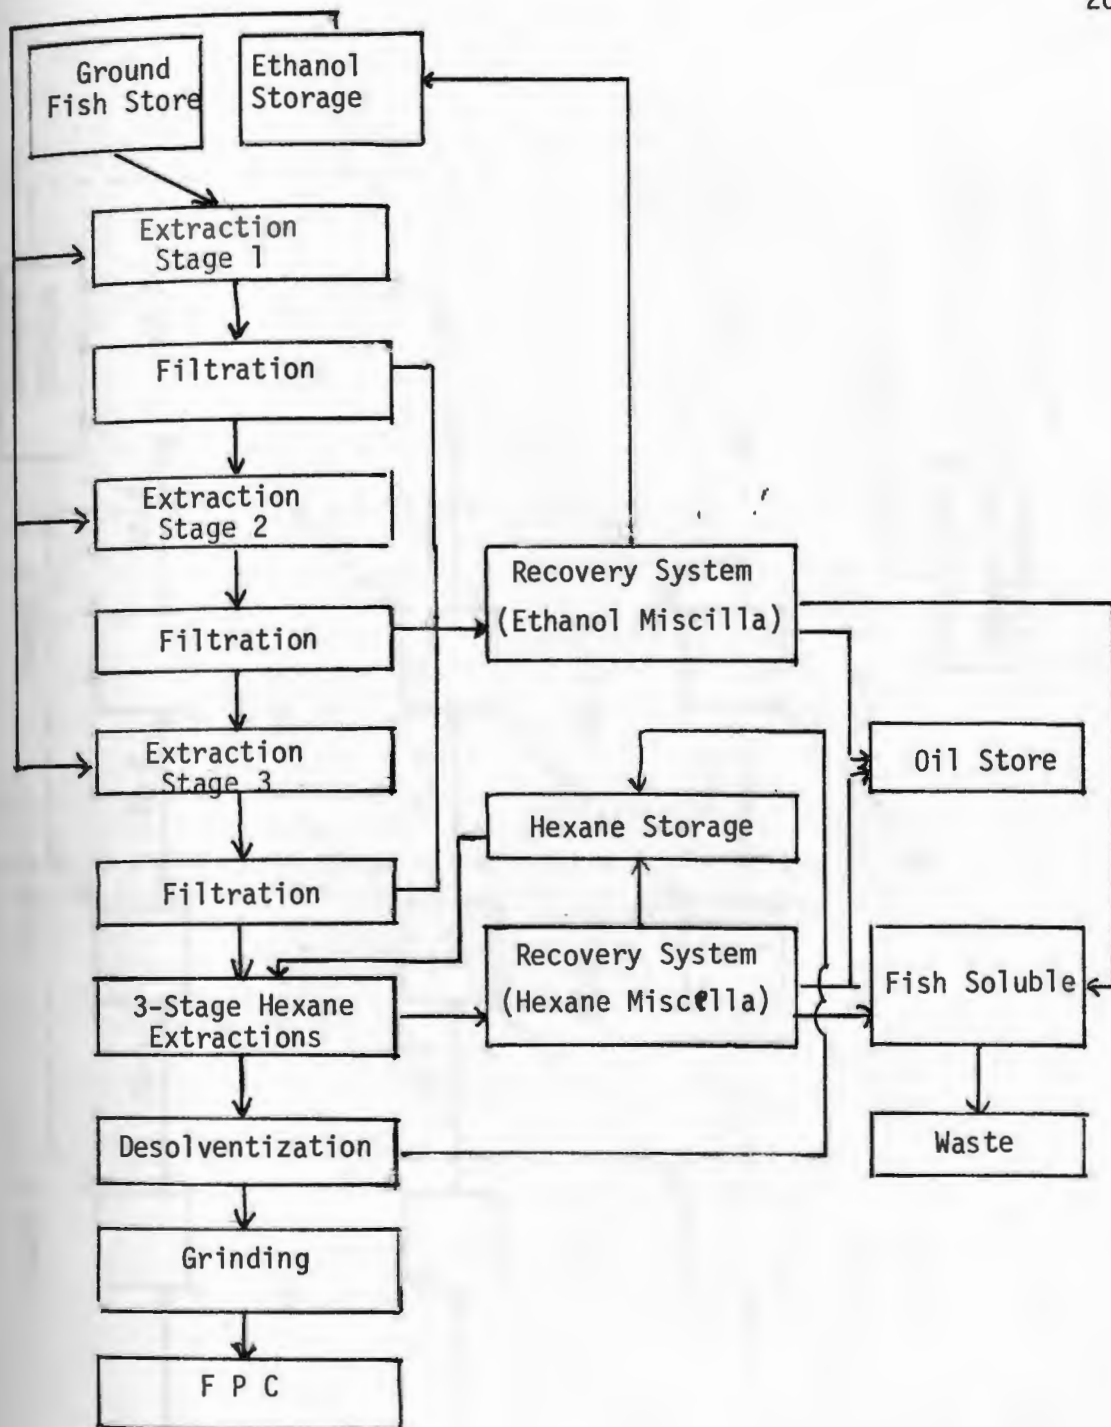 Ground
Fish Store
Ethanol
Storage
Extraction
Stage 1
Filtration
Extraction
Stage 2
Recovery System
(Ethanol Miscilla)
Filtration
Extraction
Stage 3
Oil Store
Hexane Storage
Filtration
Recovery System
(Hexane Miscella)
Fish Soluble
3-Stage Hexane
Extractions
Desolventization
Waste
Grinding
F P C